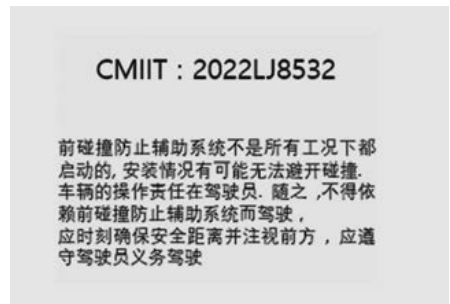 CMIIT：2022LJ8532
前碰撞防止辅助系统不是所有工况下都
启动的, 安装情况有可能无法避开碰撞.
车辆的操作责任在驾驶员. 随之 ,不得依
赖前碰撞防止辅助系统而驾驶 ,
应时刻确保安全距离并注视前方 , 应遵
守驾驶员义务驾驶